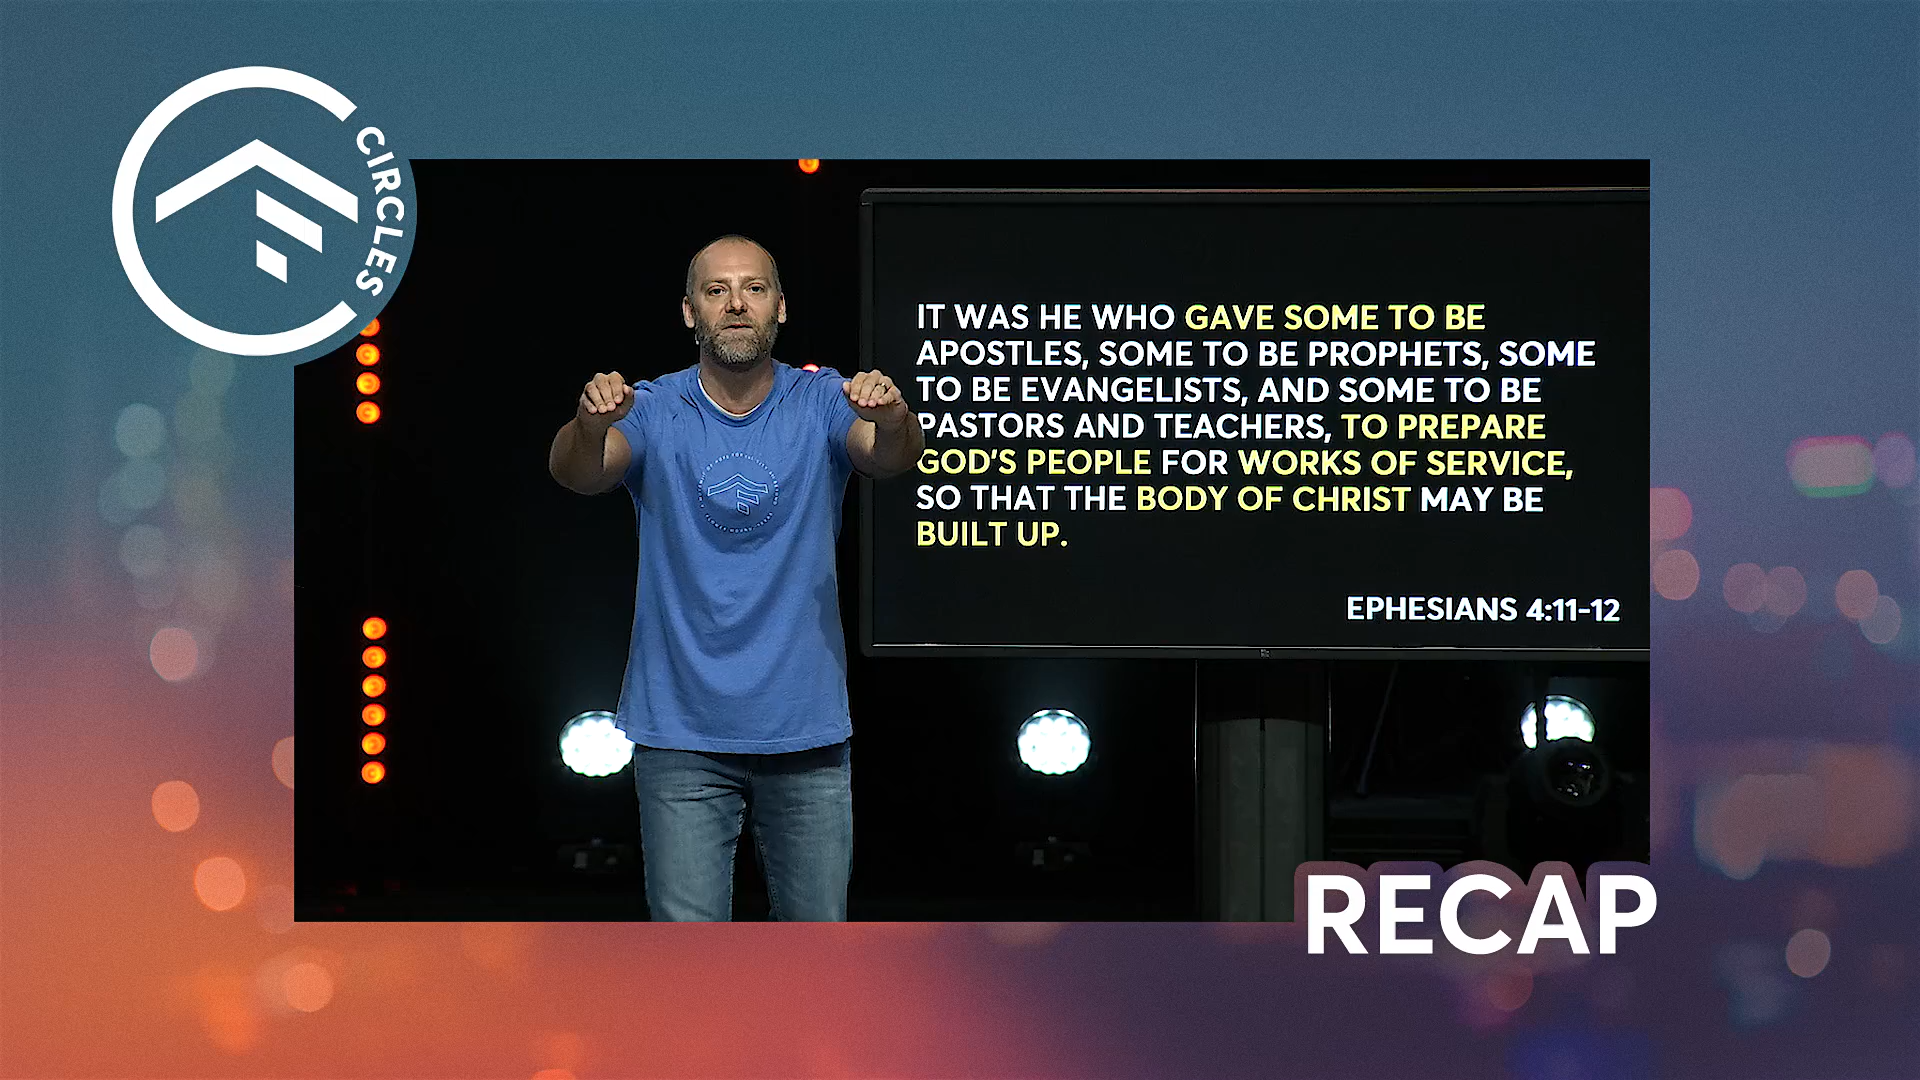 CIRCLES
IT WAS HE WHO GAVE SOME TO BE
APOSTLES, SOME TO BE PROPHETS, SOME
TO BE EVANGELISTS, AND SOME TO BE
PASTORS AND TEACHERS, TO PREPARE
GOD'S PEOPLE FOR WORKS OF SERVICE,
SO THAT THE BODY OF CHRIST MAY BE
BUILT UP.
EPHESIANS 4:11-12
RECAP